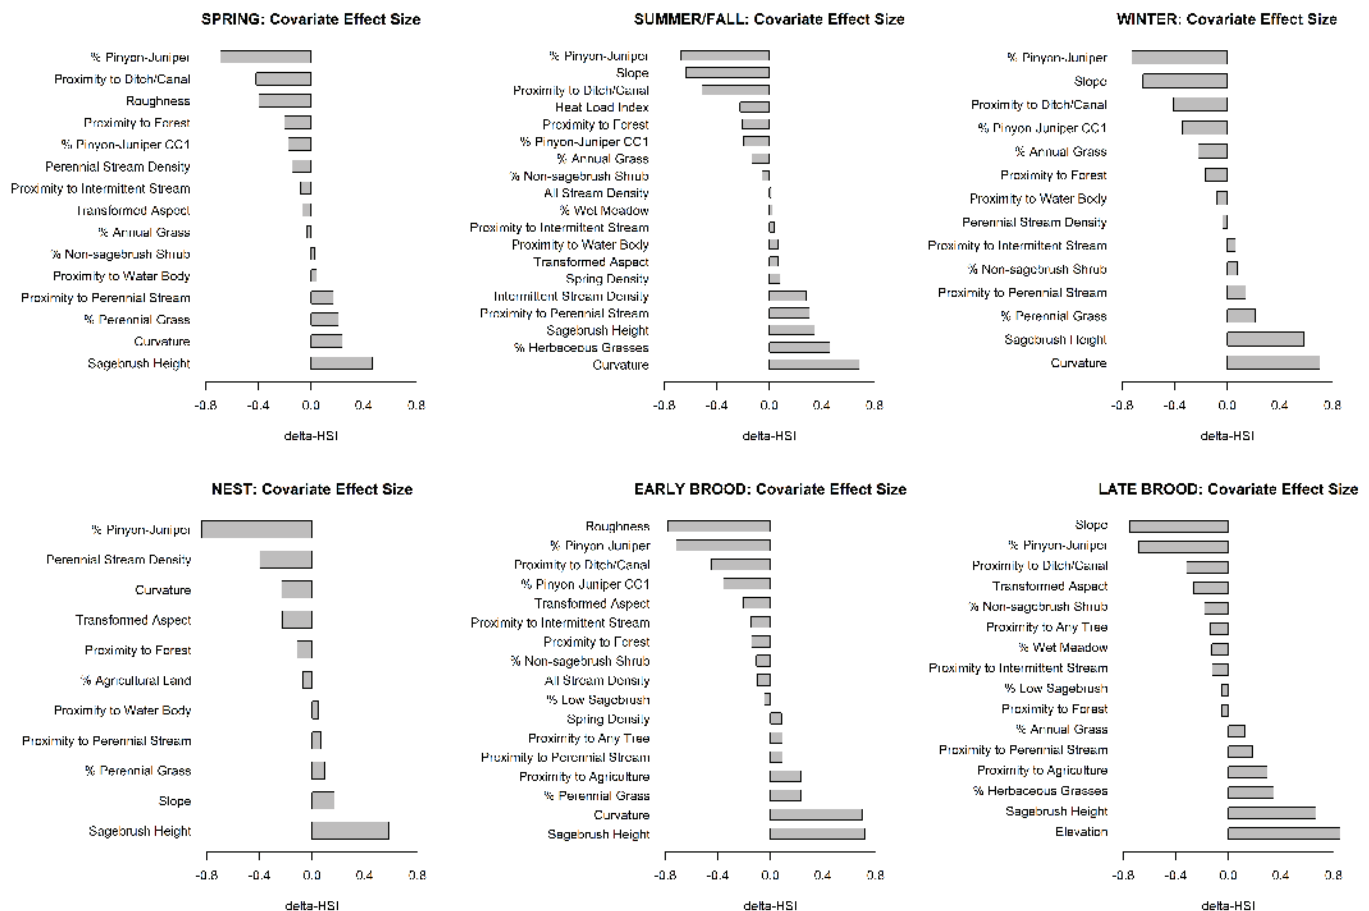 SPRING: Covariate Effect Size
% Pinyon-Juniper
Proximity to Ditch/Canal
Roughness
Proximity to Forest
% Pinyon-Juniper CC1
Perennial Stream Density
Proximity to Intermittent Stream
Transformed Aspect
% Annual Grass
% Non-sagebrush Shrub
Proximity to Water Body
Proximity to Perennial Stream
% Perennial Grass
Curvature
Sagebrush Height
-0.8 -0.4 0.0 0.4 0.8
delta-HSI
SUMMER/FALL: Covariate Effect Size
% Pinyon-Juniper
Slope
Proximity to Ditch/Canal
Heat Load Index
Proximity to Forest
% Pinyon-Juniper CC1
% Annual Grass
% Non-sagebrush Shrub
All Stream Density
% Wet Meadow
Proximity to Intermittent Stream
Proximity to Water Body
Transformed Aspect
Spring Density
Intermittent Stream Density
Proximity to Perennial Stream
Sagebrush Height
% Herbaceous Grasses
Curvature
-0.8 -0.4 0.0 0.4 0.8
delta-HSI
WINTER: Covariate Effect Size
% Pinyon-Juniper
Slope
Proximity to Ditch/Canal
% Pinyon Juniper CC1
% Annual Grass
Proximity to Forest
Proximity to Water Body
Perennial Stream Density
Proximity to Intermittent Stream
% Non-sagebrush Shrub
Proximity to Perennial Stream
% Perennial Grass
Sagebrush Height
Curvature
-0.8 -0.4 0.0 0.4 0.8
delta-HSI
NEST: Covariate Effect Size
% Pinyon-Juniper
Perennial Stream Density
Curvature
Transformed Aspect
Proximity to Forest
% Agricultural Land
Proximity to Water Body
Proximity to Perennial Stream
% Perennial Grass
Slope
Sagebrush Height
-0.8 -0.4 0.0 0.4 0.8
delta-HSI
EARLY BROOD: Covariate Effect Size
Roughness
% Pinyon Juniper
Proximity to Ditch/Canal
% Pinyon Juniper CC1
Transformed Aspect
Proximity to Intermittent Stream
Proximity to Forest
% Non-sagebrush Shrub
All Stream Density
% Low Sagebrush
Spring Density
Proximity to Any Tree
Proximity to Perennial Stream
Proximity to Agriculture
% Perennial Grass
Curvature
Sagebrush Height
-0.8 -0.4 0.0 0.4 0.8
delta-HSI
LATE BROOD: Covariate Effect Size
Slope
% Pinyon-Juniper
Proximity to Ditch/Canal
Transformed Aspect
% Non-sagebrush Shrub
Proximity to Any Tree
% Wet Meadow
Proximity to Intermittent Stream
% Low Sagebrush
Proximity to Forest
% Annual Grass
Proximity to Perennial Stream
Proximity to Agriculture
% Herbaceous Grasses
Sagebrush Height
Elevation
-0.8 -0.4 0.0 0.4 0.8
delta-HSI